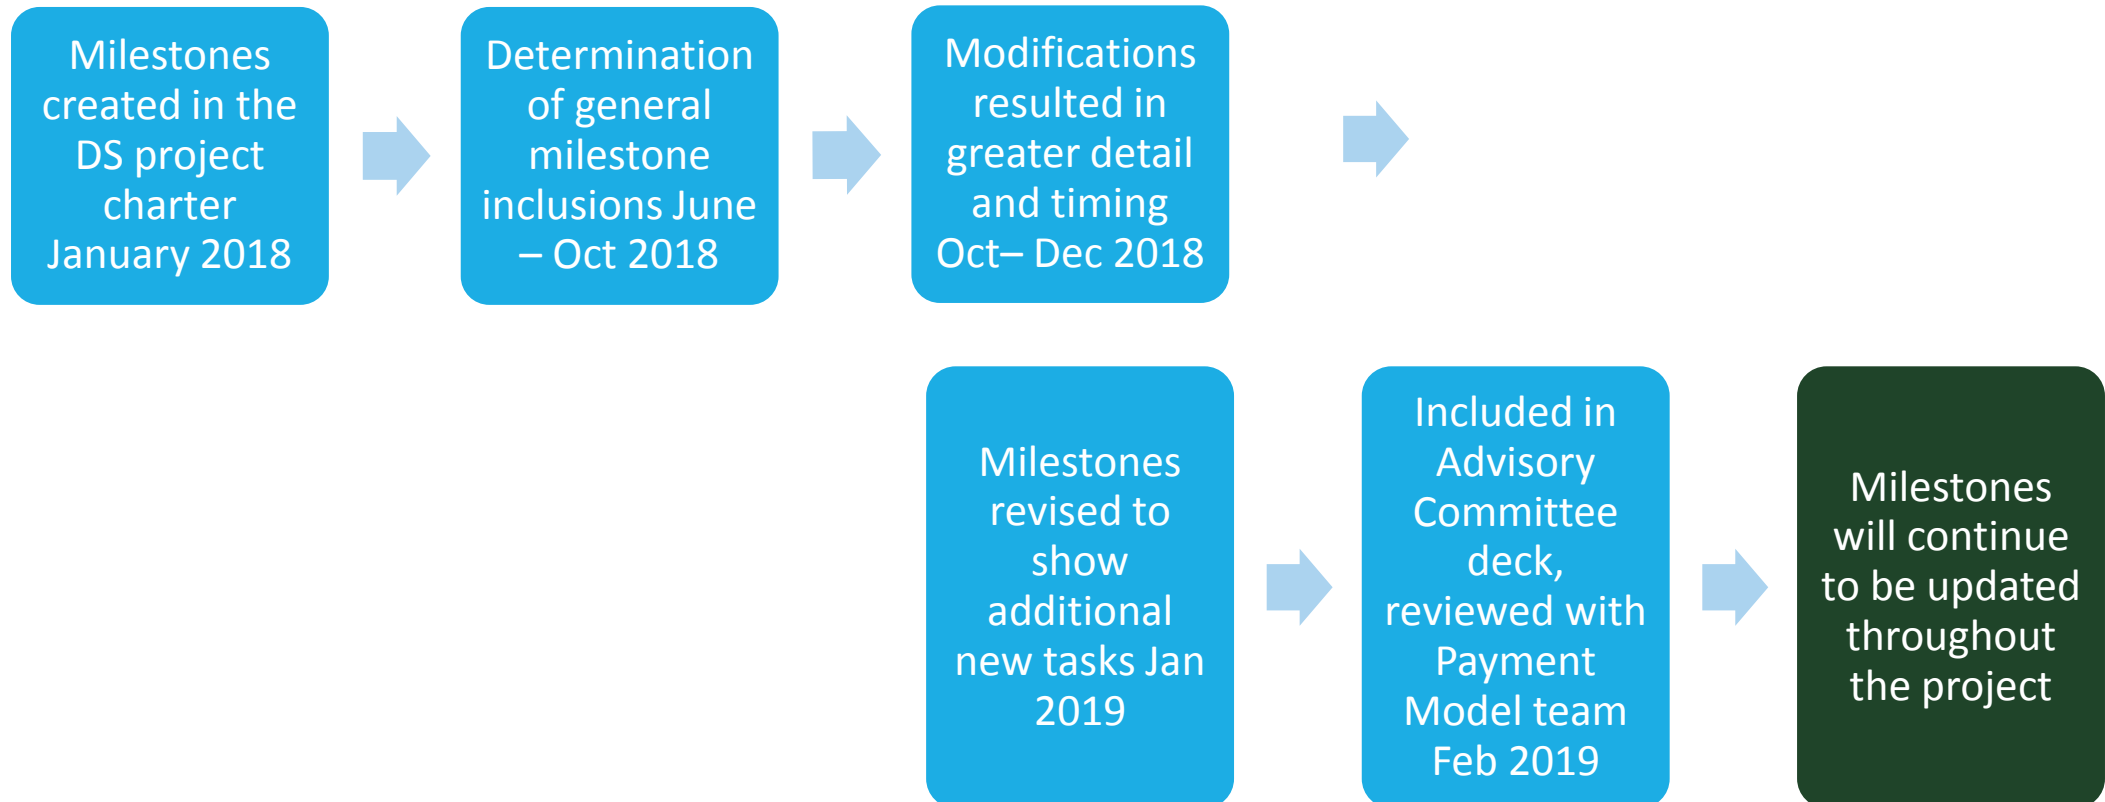 Milestones
created in the
DS project
charter
January 2018
Determination
of general
milestone
inclusions June
– Oct 2018
Modifications
resulted in
greater detail
and timing
Oct– Dec 2018
Milestones
revised to
show
additional
new tasks Jan
2019
Included in
Advisory
Committee
deck,
reviewed with
Payment
Model team
Feb 2019
Milestones
will continue
to be updated
throughout
the project